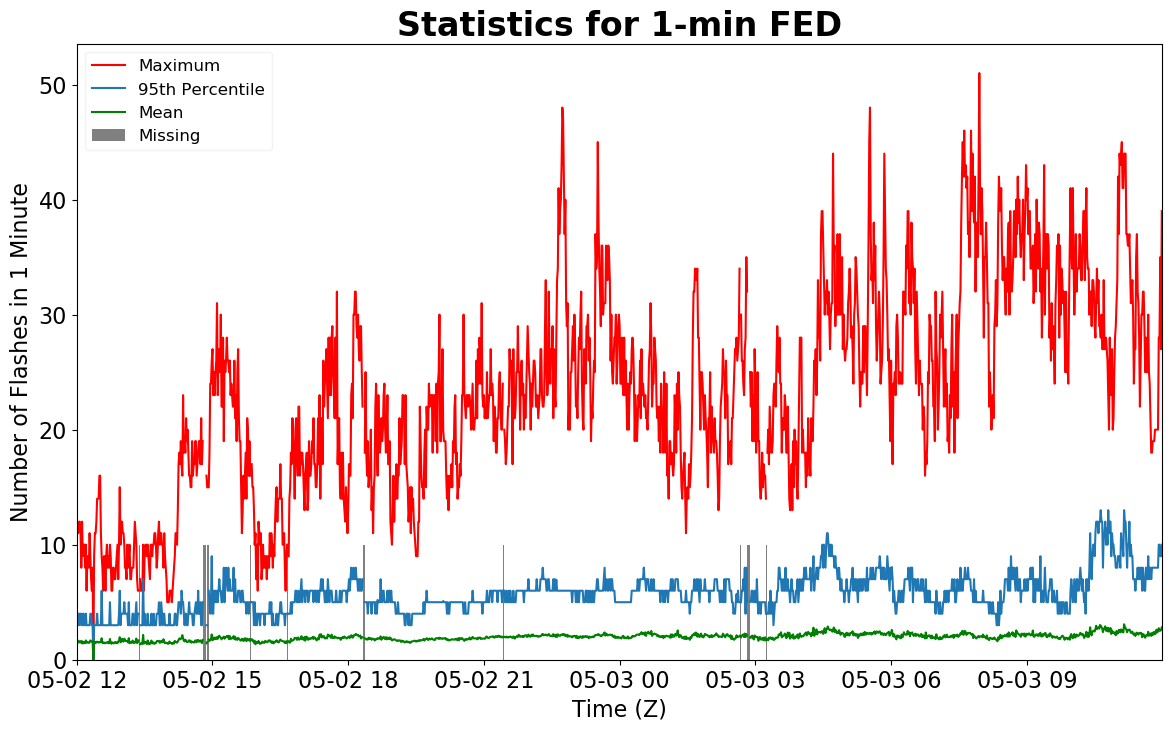 Statistics for 1-min FED
Maximum
95th Percentile
Mean
Missing
Number of Flashes in 1 Minute
50
40
30
20
10
0
05-02 12
05-02 15
05-02 18
05-02 21
05-03 00
05-03 03
05-03 06
05-03 09
Time (Z)